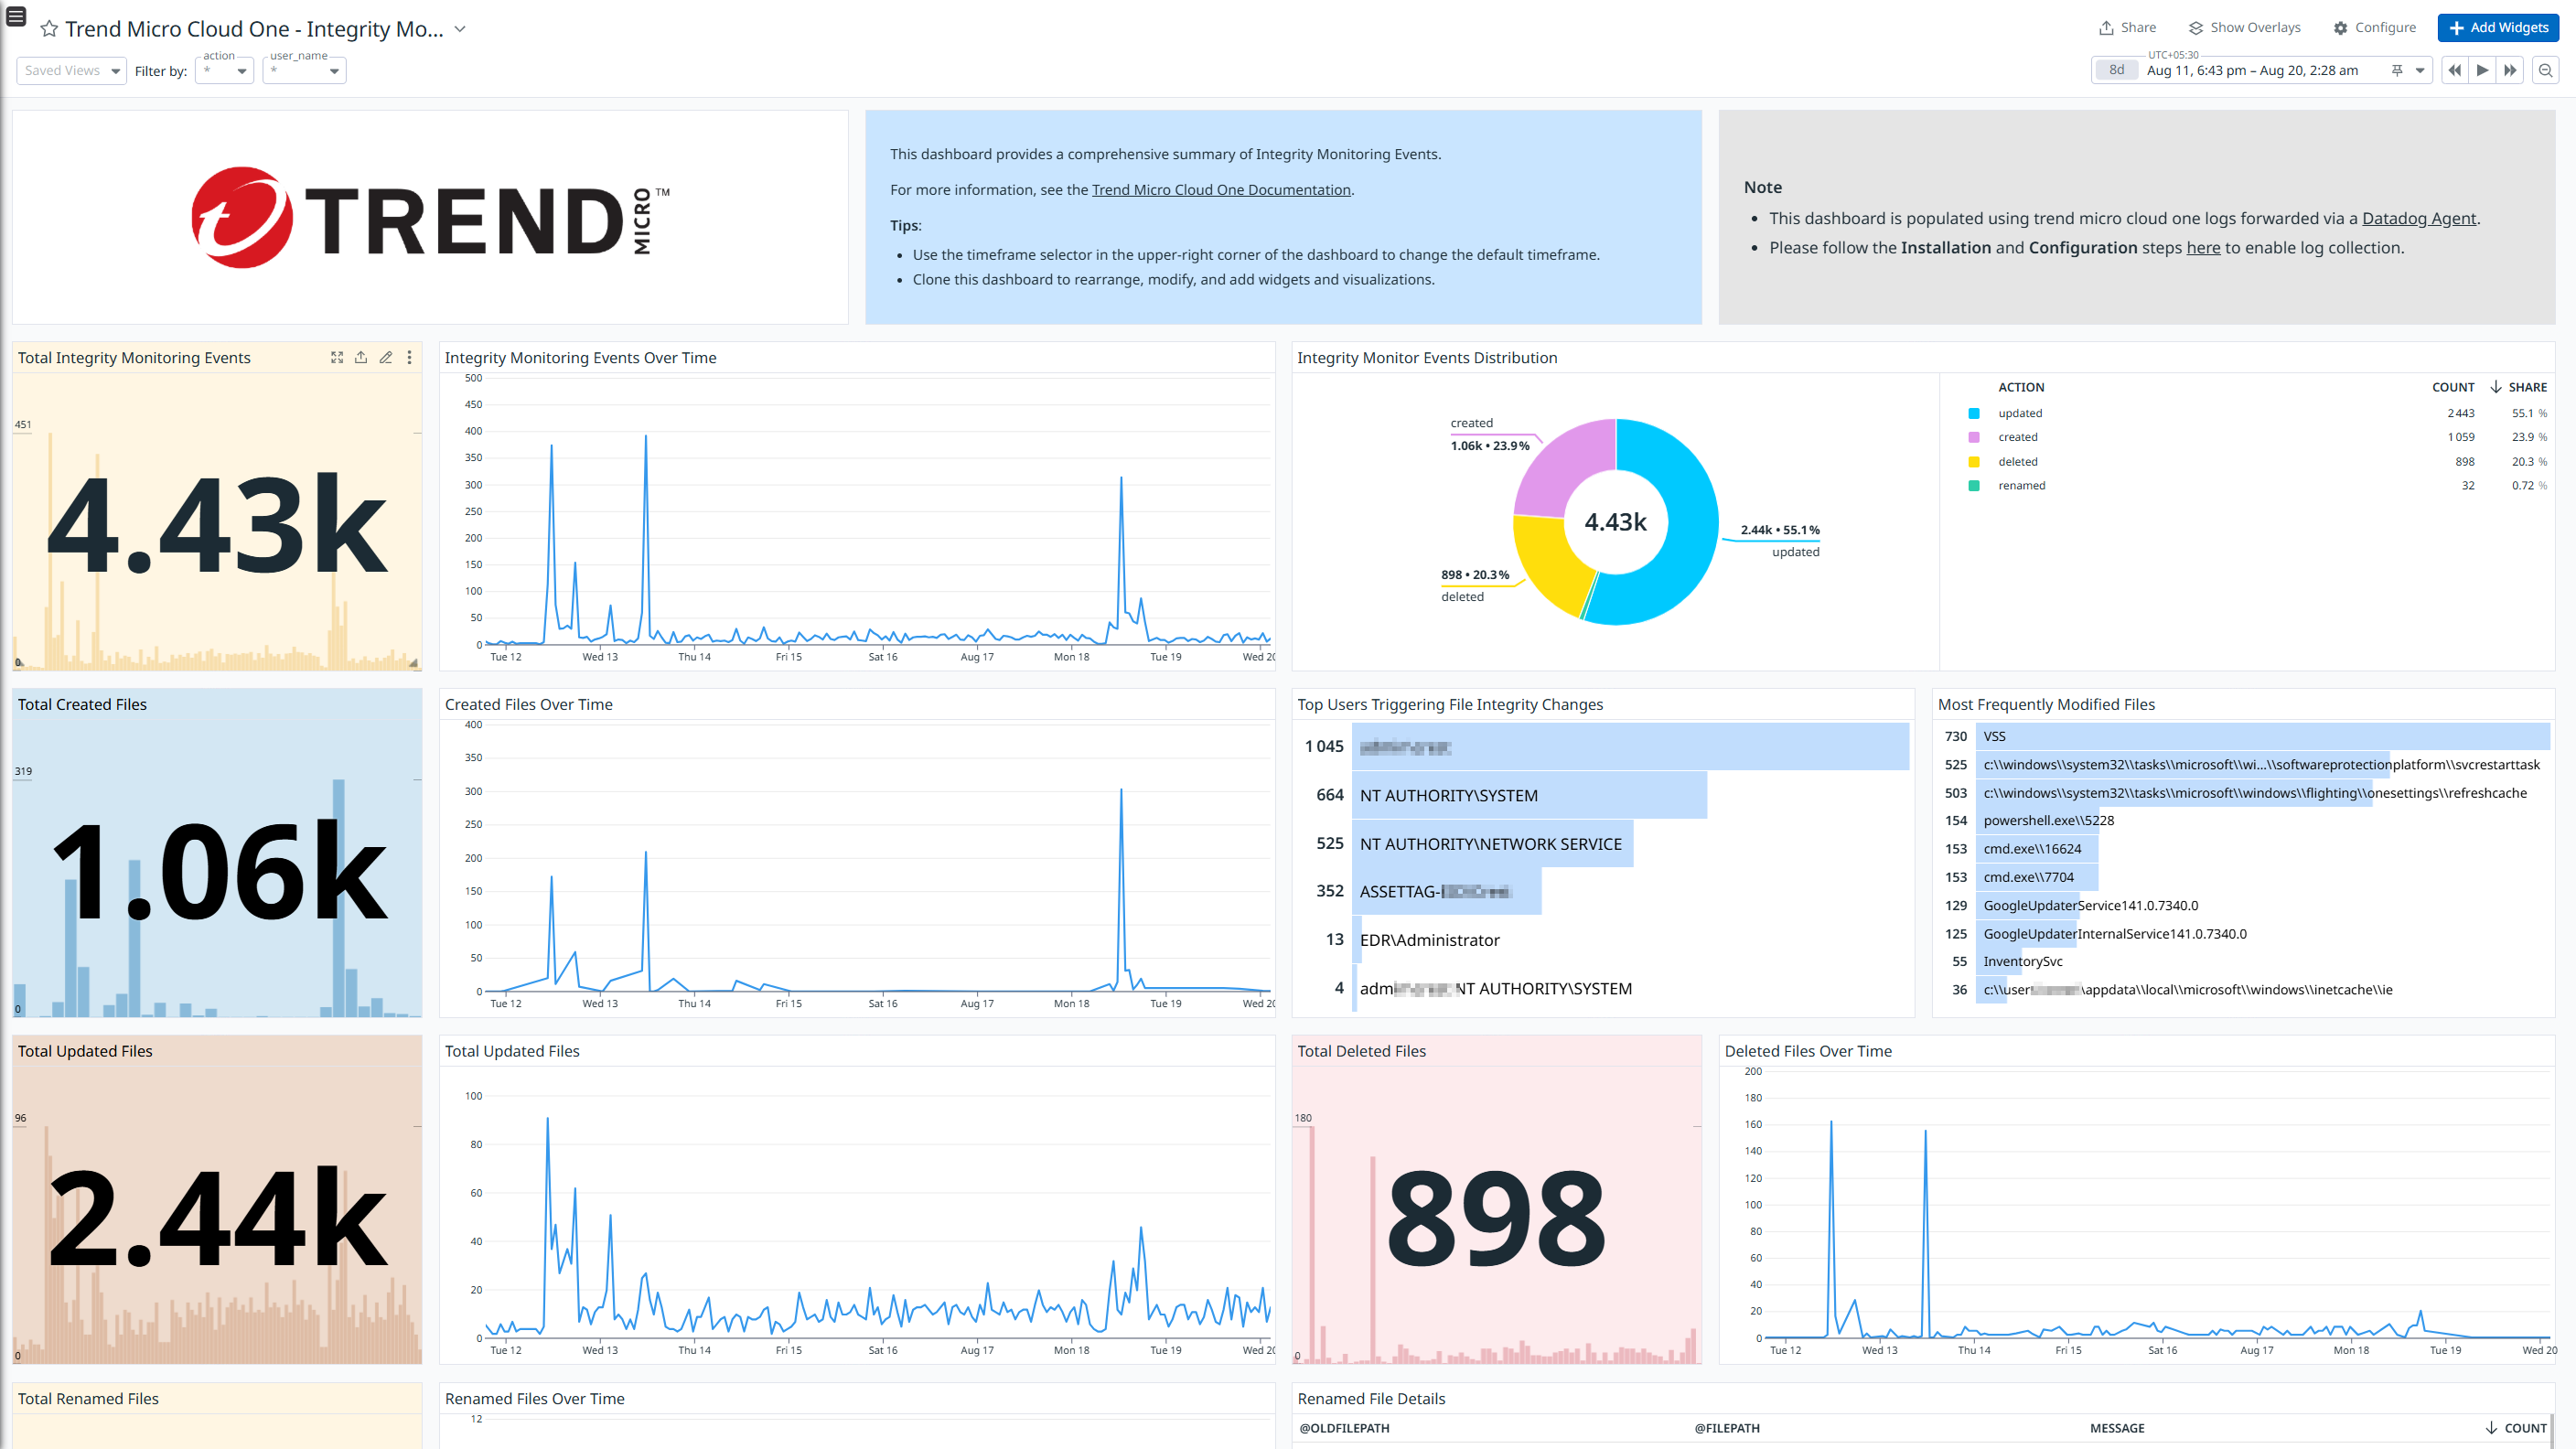 Trend Micro Cloud One - Integrity Mo...
Share
Show Overlays
Configure
Add Widgets
Saved Views
Filter by:
action
*
user_name
*
UTC+05:30
8d
Aug 11, 6:43 pm – Aug 20, 2:28 am
TREND MICRO™
This dashboard provides a comprehensive summary of Integrity Monitoring Events.
For more information, see the Trend Micro Cloud One Documentation.
Tips:
• Use the timeframe selector in the upper-right corner of the dashboard to change the default timeframe.
• Clone this dashboard to rearrange, modify, and add widgets and visualizations.
Note
• This dashboard is populated using trend micro cloud one logs forwarded via a Datadog Agent.
• Please follow the Installation and Configuration steps here to enable log collection.
Total Integrity Monitoring Events
451
4.43k
0
Integrity Monitoring Events Over Time
500
450
400
350
300
250
200
150
100
50
0
Tue 12 Wed 13 Thu 14 Fri 15 Sat 16 Aug 17 Mon 18 Tue 19 Wed 20
Integrity Monitor Events Distribution
created
1.06k • 23.9%
4.43k
2.44k • 55.1%
updated
898 • 20.3%
deleted
ACTION COUNT SHARE
updated 2 443 55.1 %
created 1 059 23.9 %
deleted 898 20.3 %
renamed 32 0.72 %
Total Created Files
319
1.06k
0
Created Files Over Time
400
350
300
250
200
150
100
50
0
Tue 12 Wed 13 Thu 14 Fri 15 Sat 16 Aug 17 Mon 18 Tue 19 Wed 20
Top Users Triggering File Integrity Changes
1 045
664 NT AUTHORITY\SYSTEM
525 NT AUTHORITY\NETWORK SERVICE
352 ASSETTAG-
13 EDR\Administrator
4 adm NT AUTHORITY\SYSTEM
Most Frequently Modified Files
730 VSS
525 c:\\windows\\system32\\tasks\\microsoft\\wi...\\softwareprotectionplatform\\svcrestarttask
503 c:\\windows\\system32\\tasks\\microsoft\\windows\\flighting\\onesettings\\refreshcache
154 powershell.exe\\5228
153 cmd.exe\\16624
153 cmd.exe\\7704
129 GoogleUpdaterService141.0.7340.0
125 GoogleUpdaterInternalService141.0.7340.0
55 InventorySvc
36 c:\\user \appdata\\local\\microsoft\\windows\\inetcache\\ie
Total Updated Files
96
2.44k
0
Total Updated Files
100
80
60
40
20
0
Tue 12 Wed 13 Thu 14 Fri 15 Sat 16 Aug 17 Mon 18 Tue 19 Wed 20
Total Deleted Files
180
898
0
Deleted Files Over Time
200
180
160
140
120
100
80
60
40
20
0
Tue 12 Wed 13 Thu 14 Fri 15 Sat 16 Aug 17 Mon 18 Tue 19 Wed 20
Total Renamed Files
Renamed Files Over Time
12
Renamed File Details
@OLDFILEPATH @FILEPATH MESSAGE COUNT